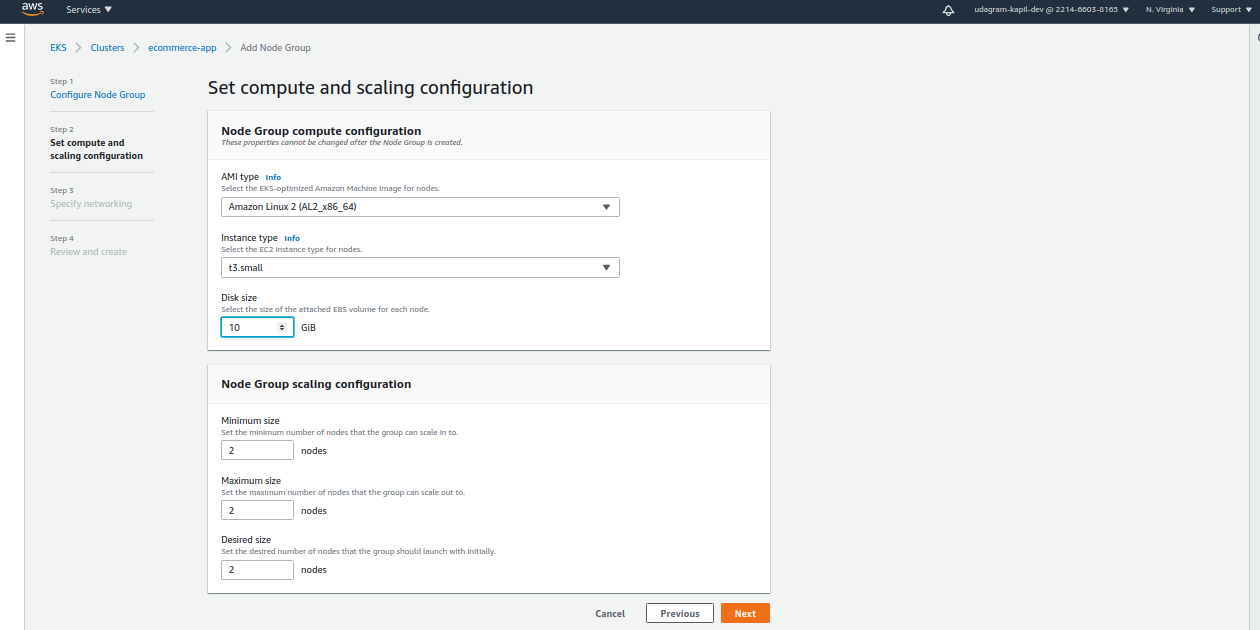 aws Services udagram-kapil-dev @ 2214-6603-8165 N. Virginia Support
EKS Clusters ecommerce-app Add Node Group
Step 1
Configure Node Group
Step 2
Set compute and
scaling configuration
Step 3
Specify networking
Step 4
Review and create
Set compute and scaling configuration
Node Group compute configuration
These properties cannot be changed after the Node Group is created.
AMI type Info
Select the EKS-optimized Amazon Machine Image for nodes.
Amazon Linux 2 (AL2_x86_64)
Instance type Info
Select the EC2 instance type for nodes.
t3.small
Disk size
Select the size of the attached EBS volume for each node.
10 GiB
Node Group scaling configuration
Minimum size
Set the minimum number of nodes that the group can scale in to.
2 nodes
Maximum size
Set the maximum number of nodes that the group can scale out to.
2 nodes
Desired size
Set the desired number of nodes that the group should launch with initially.
2 nodes
Cancel Previous Next